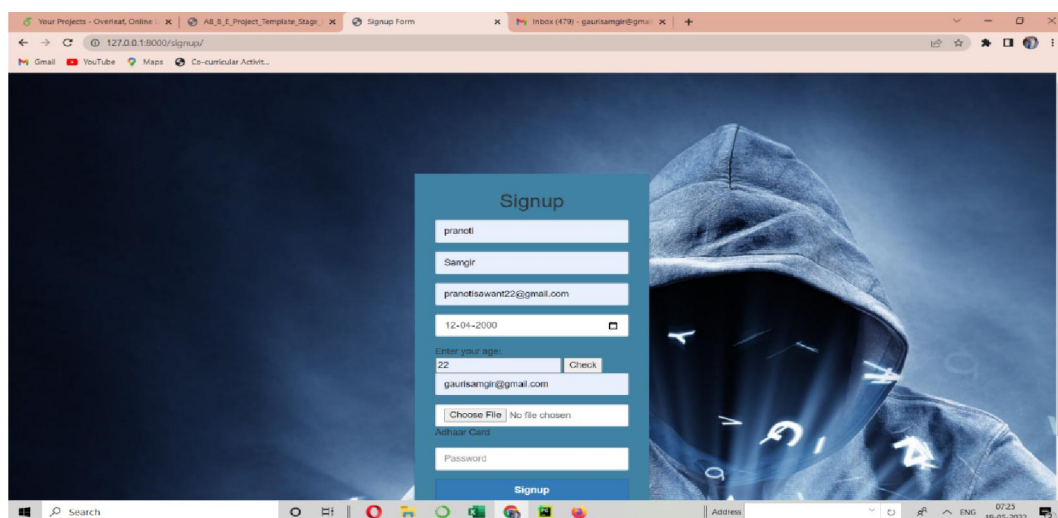 Your Projects - Overleaf, Online L
AB_B_E_Project_Template_Stage_I
Signup Form
Inbox (479) - gaurisamgir@gmai
127.0.0.1:8000/signup/
Gmail
YouTube
Maps
Co-curricular Activit...
Signup
pranoti
Samgir
pranotisawant22@gmail.com
12-04-2000
Enter your age:
22
Check
gaurisamgir@gmail.com
Choose File No file chosen
Adhaar Card
Password
Signup
Search
Address
ENG
07:23